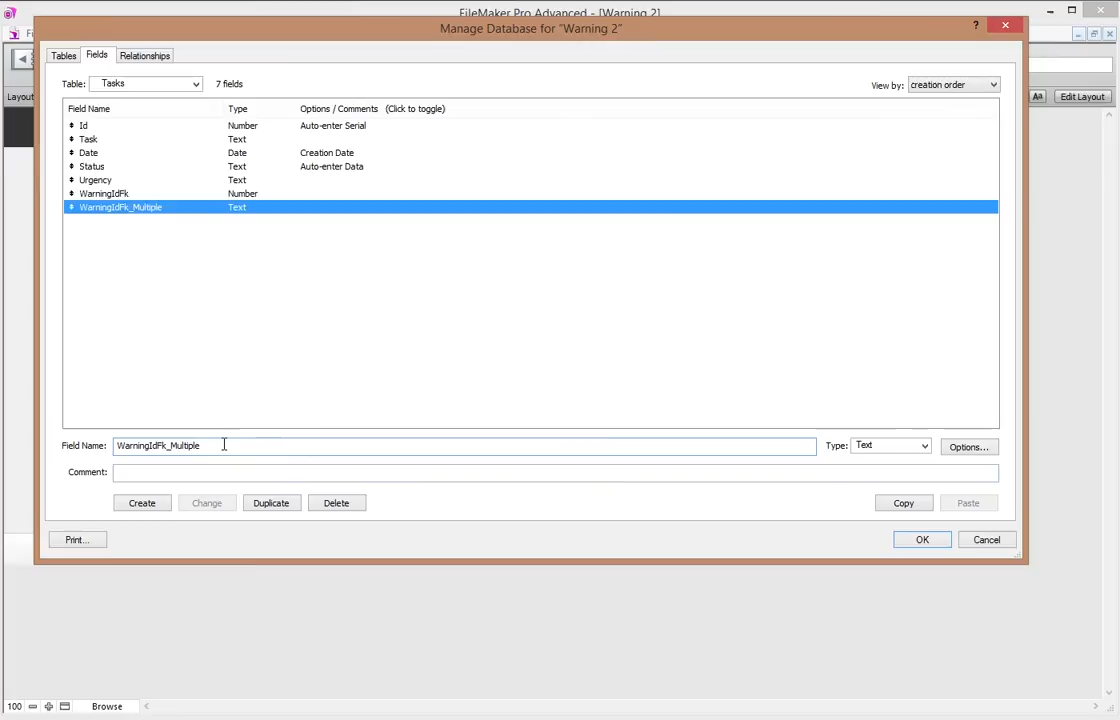 FileMaker Pro Advanced - [Warning 2]
Manage Database for "Warning 2"
?
Tables Fields Relationships
Table: Tasks 7 fields View by: creation order
Layout Aa Edit Layout
Field Name Type Options / Comments (Click to toggle)
Id Number Auto-enter Serial
Task Text
Date Date Creation Date
Status Text Auto-enter Data
Urgency Text
WarningIdFk Number
WarningIdFk_Multiple Text
Field Name: WarningIdFk_Multiple Type: Text Options...
Comment:
Create Change Duplicate Delete Copy Paste
Print... OK Cancel
100 Browse